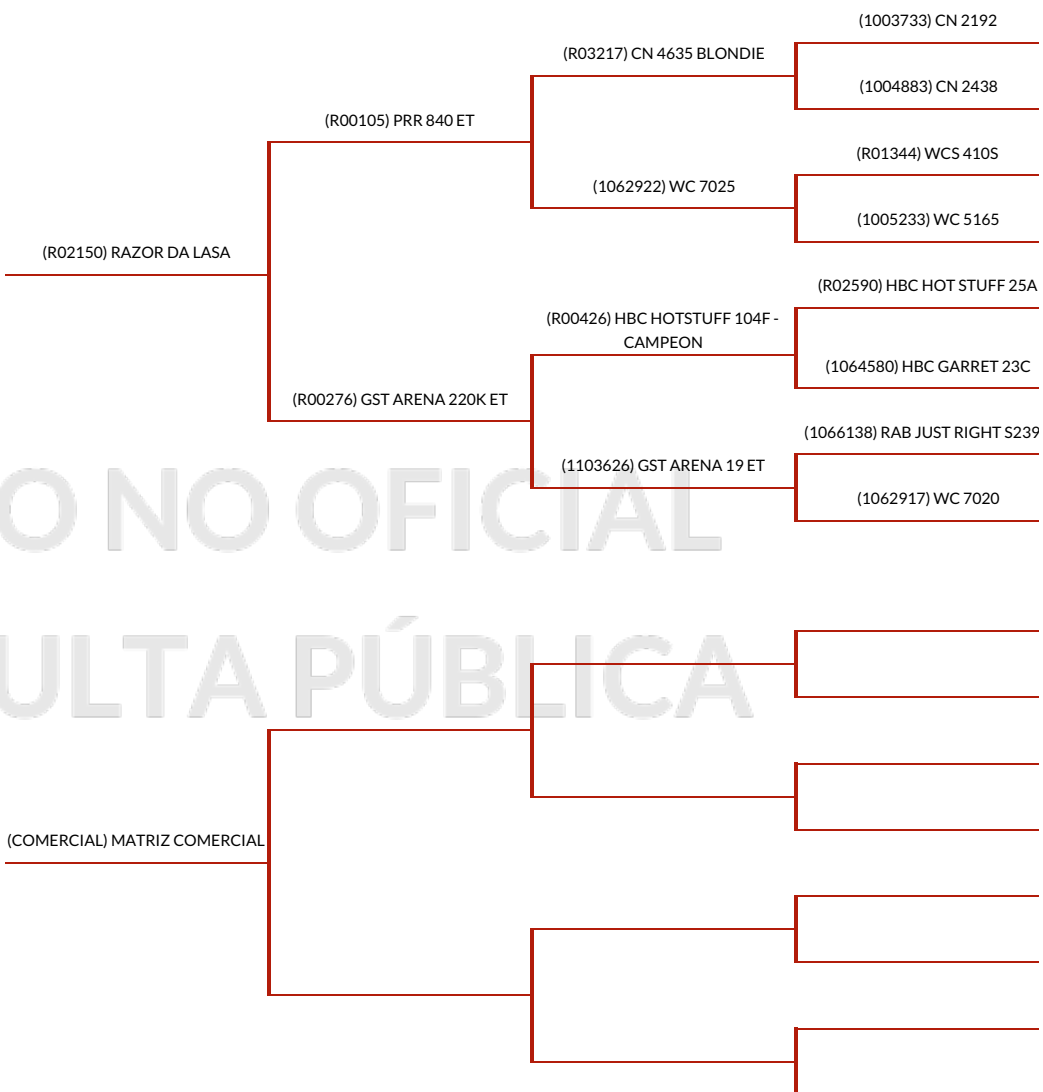 (1003733) CN 2192
(R03217) CN 4635 BLONDIE
(1004883) CN 2438
(R00105) PRR 840 ET
(R01344) WCS 410S
(1062922) WC 7025
(1005233) WC 5165
(R02150) RAZOR DA LASA
(R02590) HBC HOT STUFF 25A
(R00426) HBC HOTSTUFF 104F -
CAMPEON
(1064580) HBC GARRET 23C
(R00276) GST ARENA 220K ET
(1066138) RAB JUST RIGHT S239
(1103626) GST ARENA 19 ET
(1062917) WC 7020
O NO OFICIAL
ULTA PÚBLICA
(COMERCIAL) MATRIZ COMERCIAL